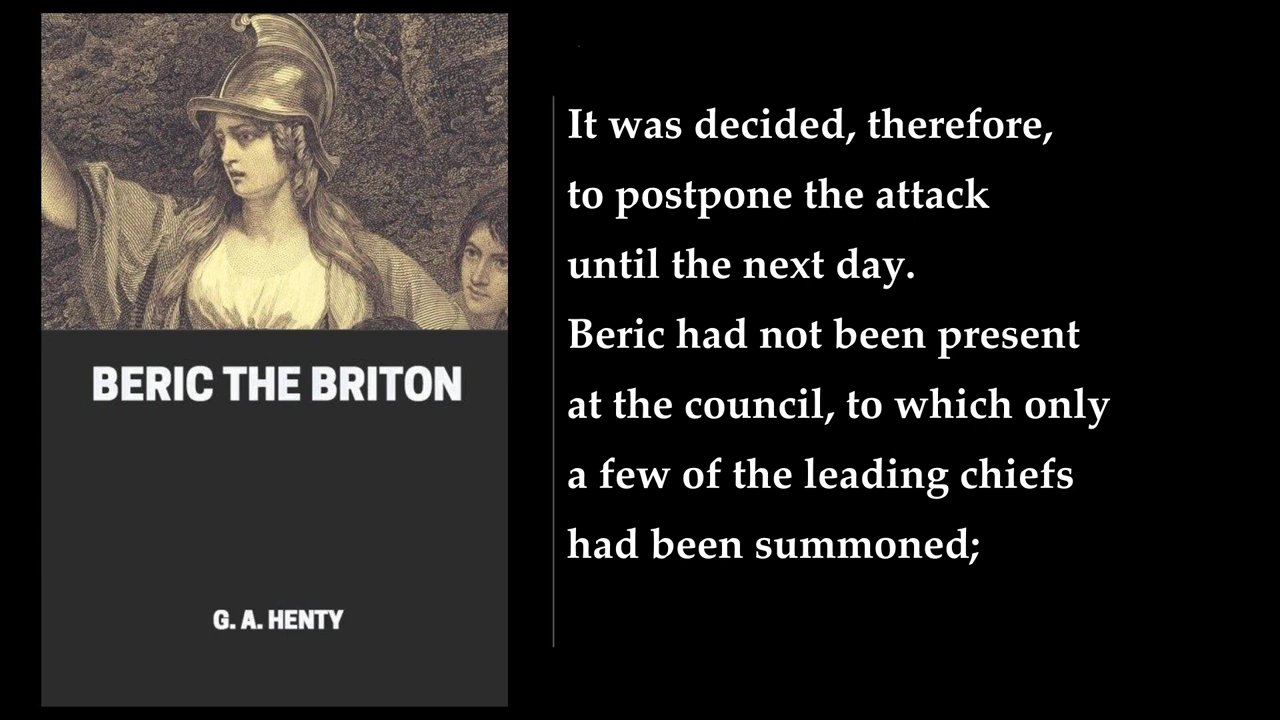 BERIC THE BRITON
G. A. HENTY
It was decided, therefore,
to postpone the attack
until the next day.
Beric had not been present
at the council, to which only
a few of the leading chiefs
had been summoned;